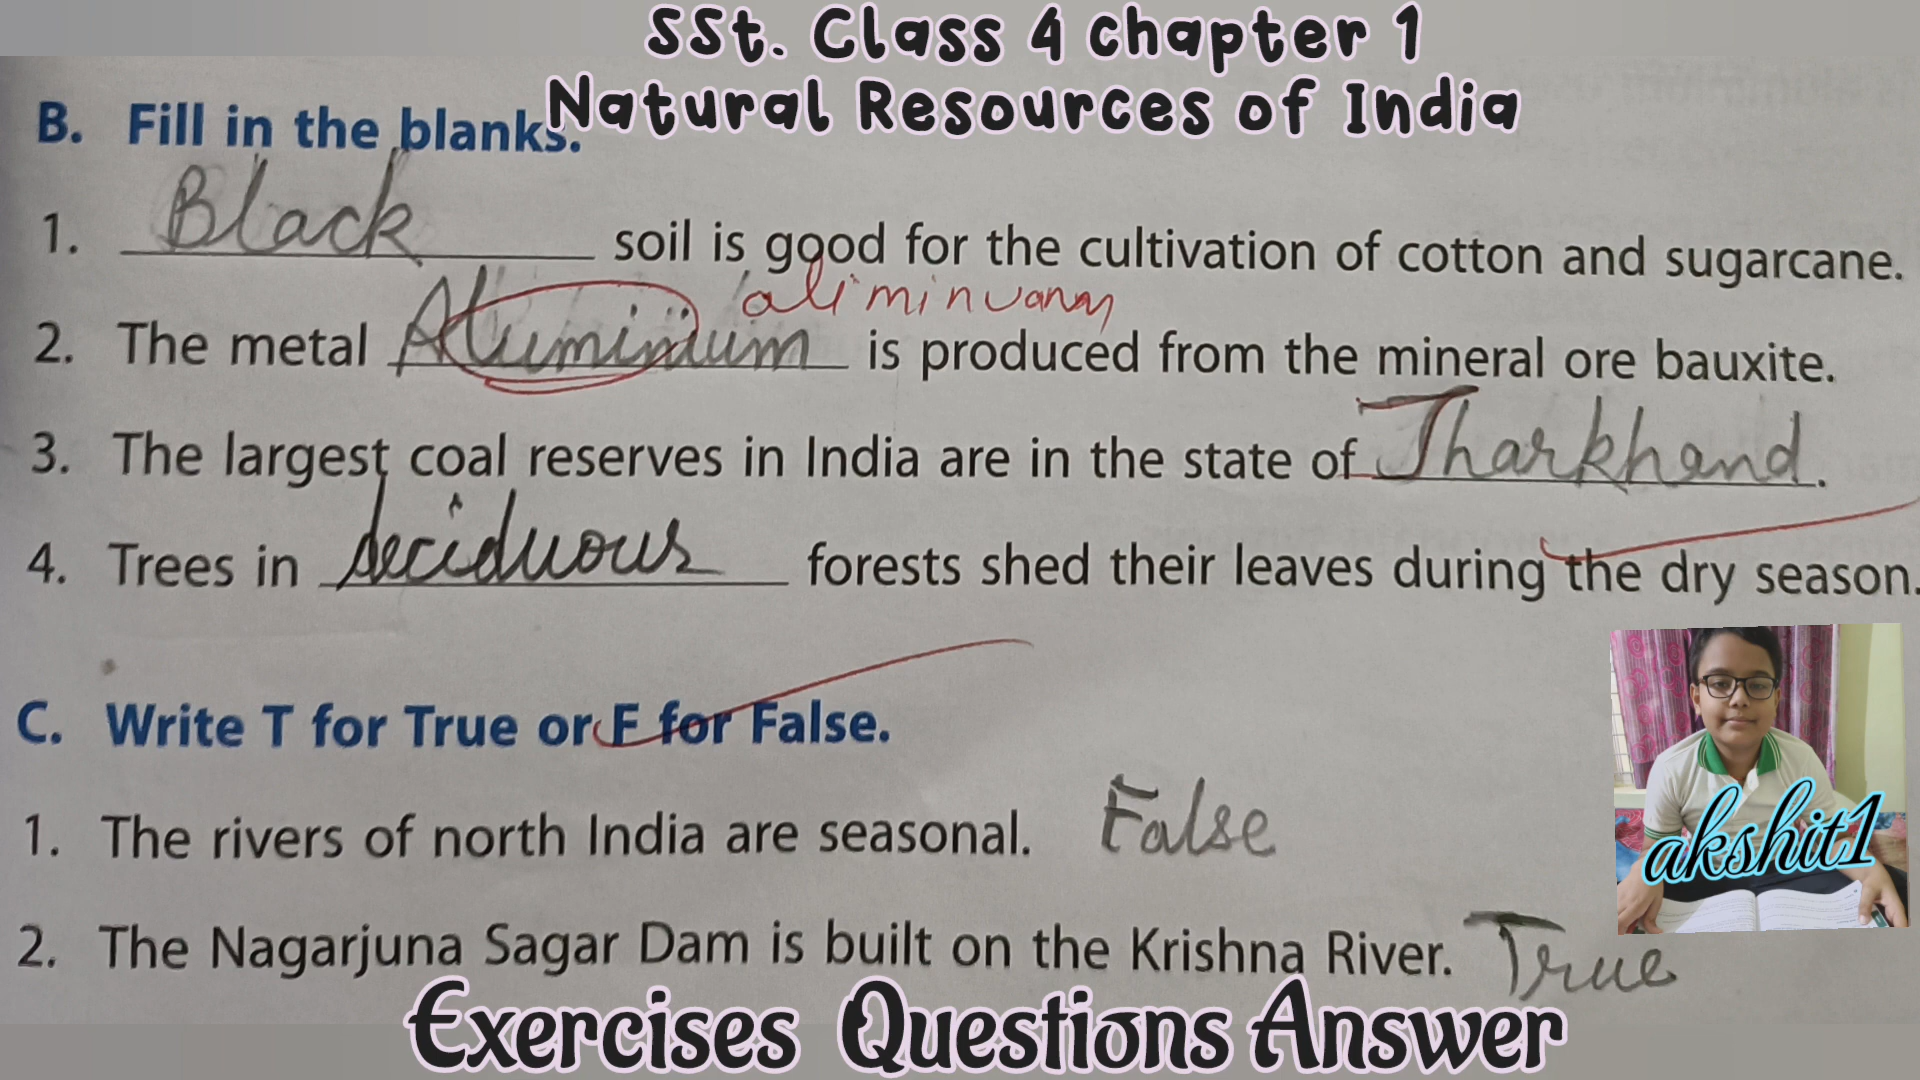 SSt. Class 4 chapter 1
Natural Resources of India
B. Fill in the blanks.
1. Black soil is good for the cultivation of cotton and sugarcane.
aliminuanm
2. The metal Aluminium is produced from the mineral ore bauxite.
3. The largest coal reserves in India are in the state of Jharkhand.
4. Trees in deciduous forests shed their leaves during the dry season.
C. Write T for True or F for False.
1. The rivers of north India are seasonal. False
akshit1
2. The Nagarjuna Sagar Dam is built on the Krishna River. True
Exercises Questions Answer